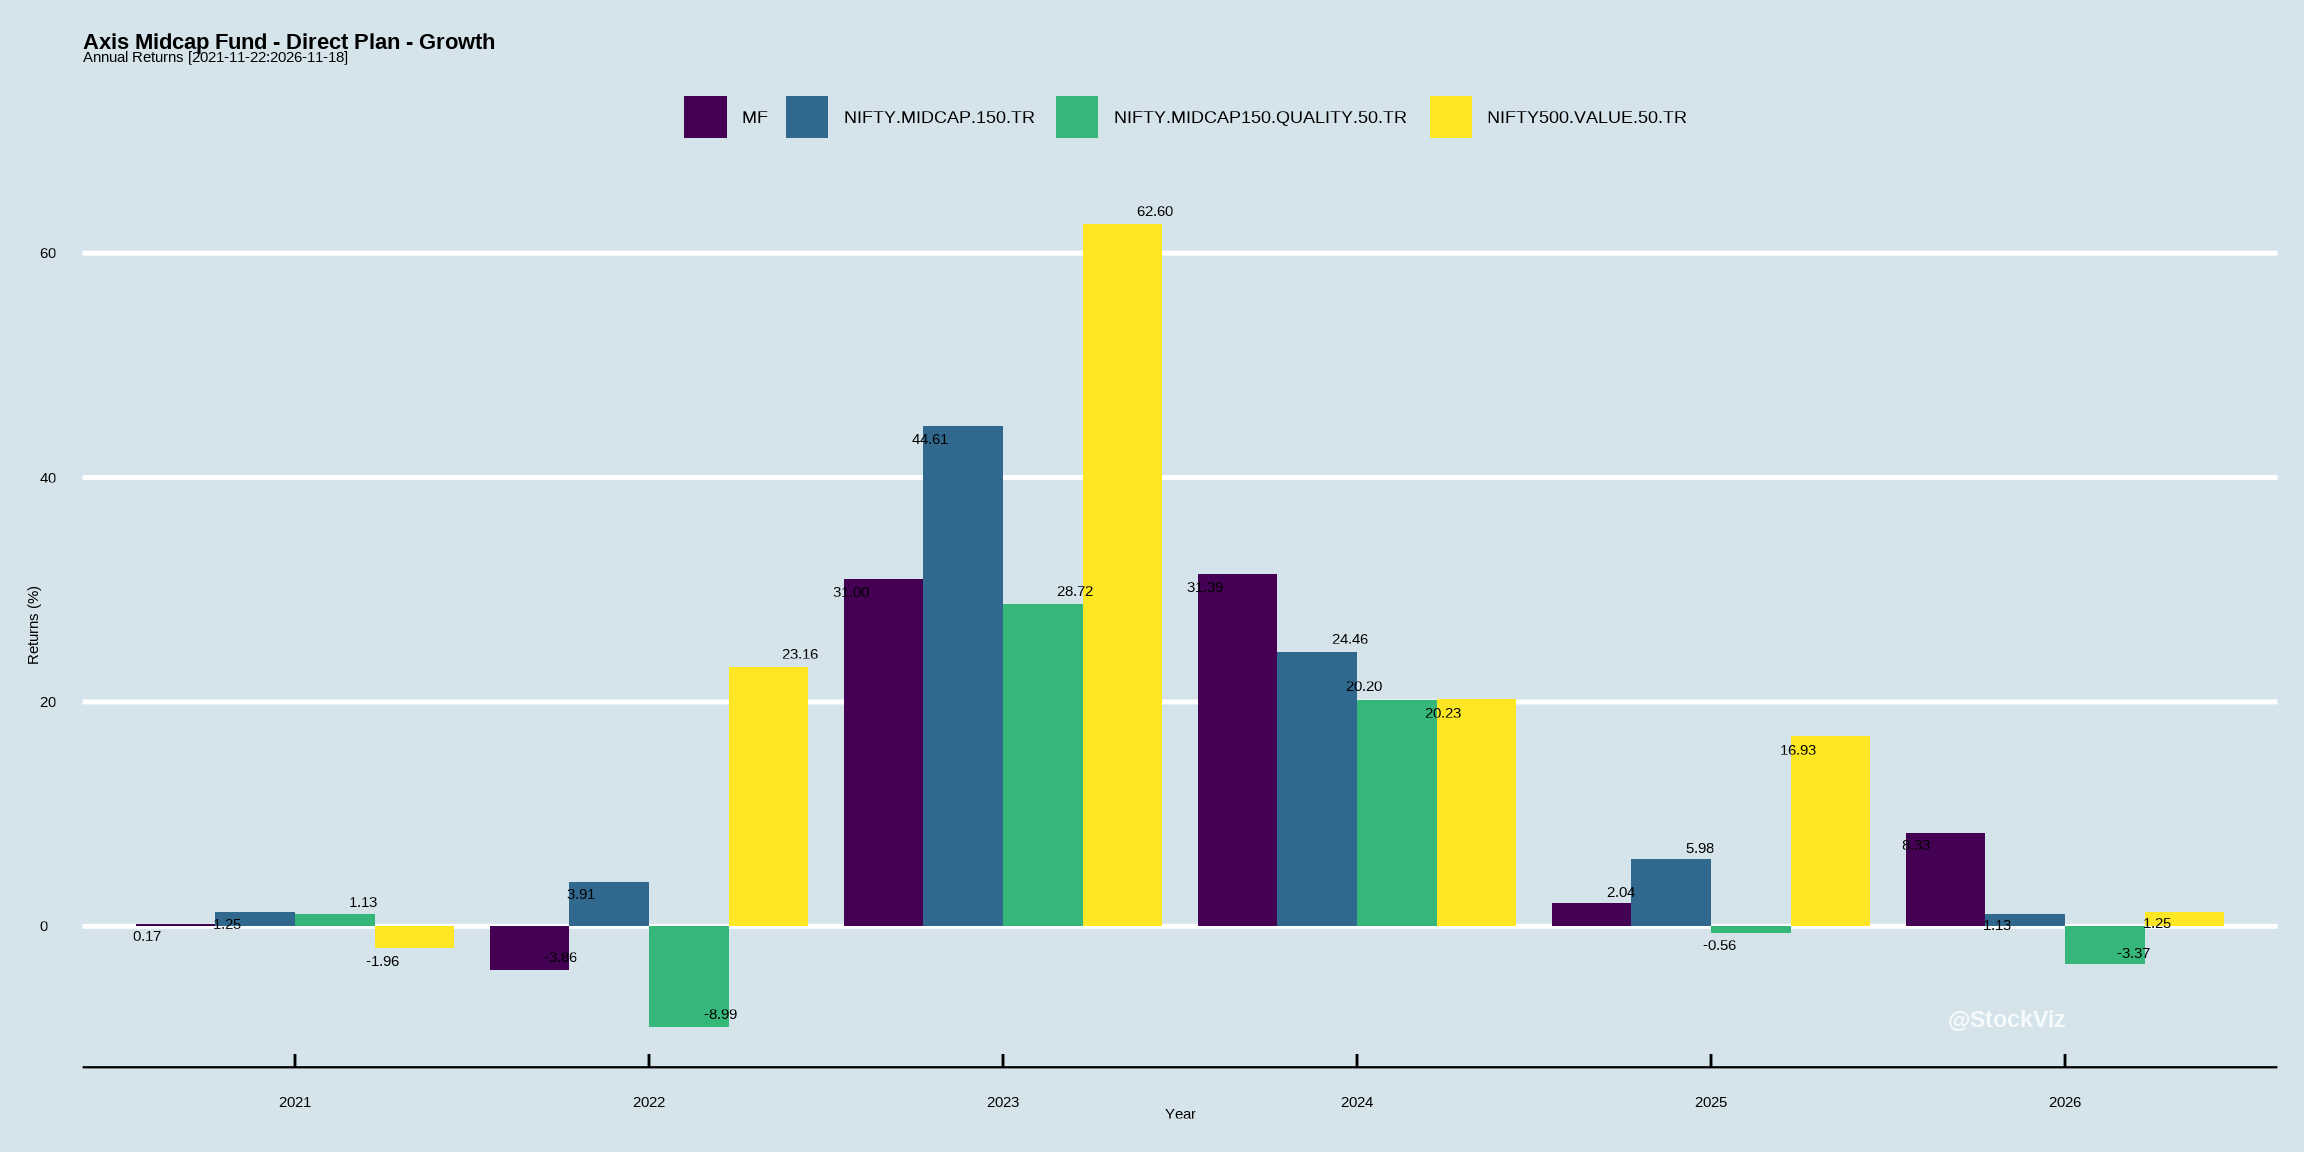 Axis Midcap Fund - Direct Plan - Growth
Annual Returns [2021-11-22:2026-11-18]
MF NIFTY.MIDCAP.150.TR NIFTY.MIDCAP150.QUALITY.50.TR NIFTY500.VALUE.50.TR
62.60
60
44.61
40
31.00 28.72 31.39
24.46
23.16
20.20
20
20.23
16.93
Returns (%)
5.98
8.33
2.04
3.91
1.13
1.25 1.13 1.25
0
0.17
-0.56
-1.96 -3.86 -3.37
-8.99
@StockViz
2021 2022 2023 2024 2025 2026
Year